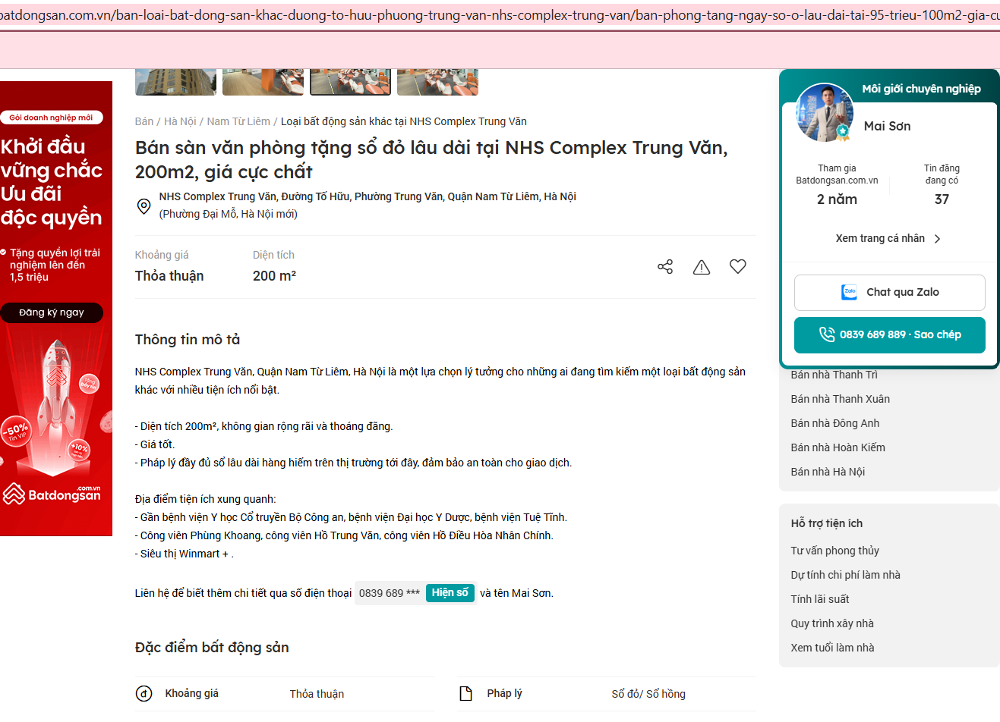 batdongsan.com.vn/ban-loai-bat-dong-san-khac-duong-to-huu-phuong-trung-van-nhs-complex-trung-van/ban-phong-tang-ngay-so-o-lau-dai-tai-95-trieu-100m2-gia-cu
Gói doanh nghiệp mới
Khởi đầu
vững chắc
Ưu đãi
độc quyền
Tặng quyền lợi trải
nghiệm lên đến
1,5 triệu
Đăng ký ngay
-50%
Tin VIP
+10%
.com.vn
Batdongsan
Bán / Hà Nội / Nam Từ Liêm / Loại bất động sản khác tại NHS Complex Trung Văn
Bán sàn văn phòng tặng sổ đỏ lâu dài tại NHS Complex Trung Văn,
200m2, giá cực chất
NHS Complex Trung Văn, Đường Tố Hữu, Phường Trung Văn, Quận Nam Từ Liêm, Hà Nội
(Phường Đại Mỗ, Hà Nội mới)
Khoảng giá
Diện tích
Thỏa thuận
200 m²
Thông tin mô tả
NHS Complex Trung Văn, Quận Nam Từ Liêm, Hà Nội là một lựa chọn lý tưởng cho những ai đang tìm kiếm một loại bất động sản
khác với nhiều tiện ích nổi bật.
- Diện tích 200m², không gian rộng rãi và thoáng đãng.
- Giá tốt.
- Pháp lý đầy đủ sổ lâu dài hàng hiếm trên thị trường tới đây, đảm bảo an toàn cho giao dịch.
Địa điểm tiện ích xung quanh:
- Gần bệnh viện Y học Cổ truyền Bộ Công an, bệnh viện Đại học Y Dược, bệnh viện Tuệ Tĩnh.
- Công viên Phùng Khoang, công viên Hồ Trung Văn, công viên Hồ Điều Hòa Nhân Chính.
- Siêu thị Winmart + .
Liên hệ để biết thêm chi tiết qua số điện thoại 0839 689 *** Hiện số và tên Mai Sơn.
Đặc điểm bất động sản
Khoảng giá Thỏa thuận
Pháp lý Sổ đỏ/ Sổ hồng
Môi giới chuyên nghiệp
Mai Sơn
Tham gia
Batdongsan.com.vn
2 năm
Tin đăng
đang có
37
Xem trang cá nhân
Zalo
Chat qua Zalo
0839 689 889 · Sao chép
Bán nhà Thanh Trì
Bán nhà Thanh Xuân
Bán nhà Đông Anh
Bán nhà Hoàn Kiếm
Bán nhà Hà Nội
Hỗ trợ tiện ích
Tư vấn phong thủy
Dự tính chi phí làm nhà
Tính lãi suất
Quy trình xây nhà
Xem tuổi làm nhà